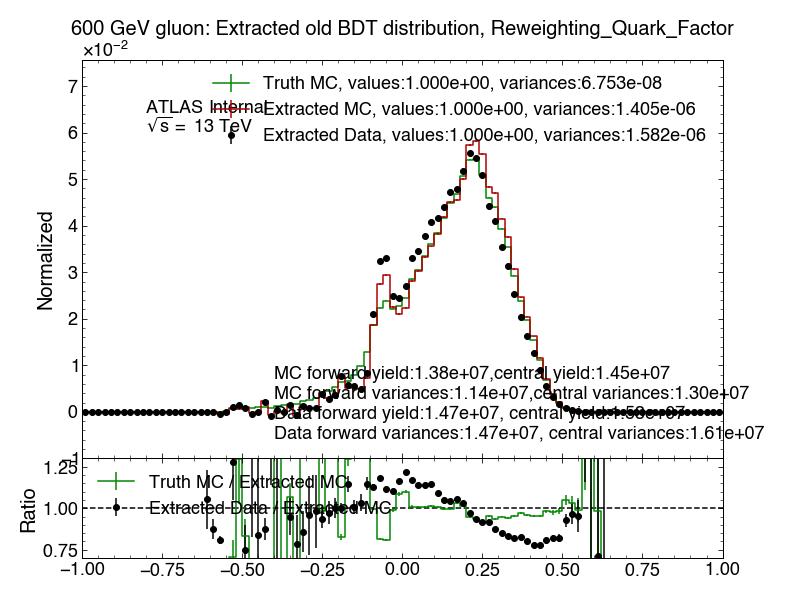 600 GeV gluon: Extracted old BDT distribution, Reweighting_Quark_Factor
×10⁻²
Truth MC, values:1.000e+00, variances:6.753e-08
ATLAS Internal
Extracted MC, values:1.000e+00, variances:1.405e-06
√s = 13 TeV
Extracted Data, values:1.000e+00, variances:1.582e-06
7
6
5
4
3
2
1
0
−1
Normalized
MC forward yield:1.38e+07,central yield:1.45e+07
MC forward variances:1.14e+07,central variances:1.30e+07
Data forward yield:1.47e+07, central yield:1.53e+07
Data forward variances:1.47e+07, central variances:1.61e+07
1.25
1.00
0.75
Ratio
Truth MC / Extracted MC
Extracted Data / Extracted MC
−1.00 −0.75 −0.50 −0.25 0.00 0.25 0.50 0.75 1.00